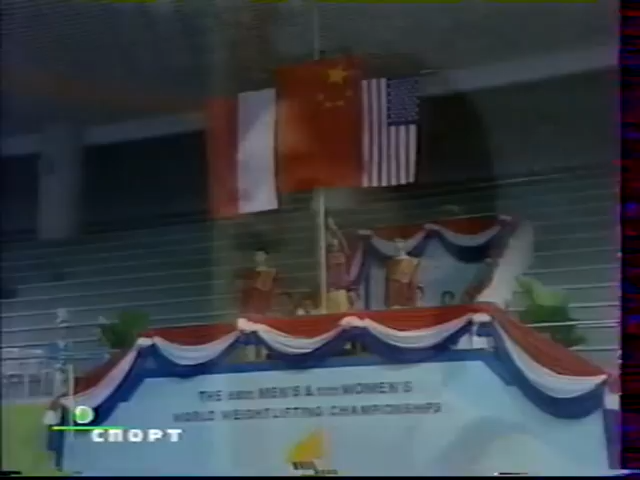 THE MEN'S & WOMEN'S
WORLD WEIGHTLIFTING CHAMPIONSHIPS
СПОРТ